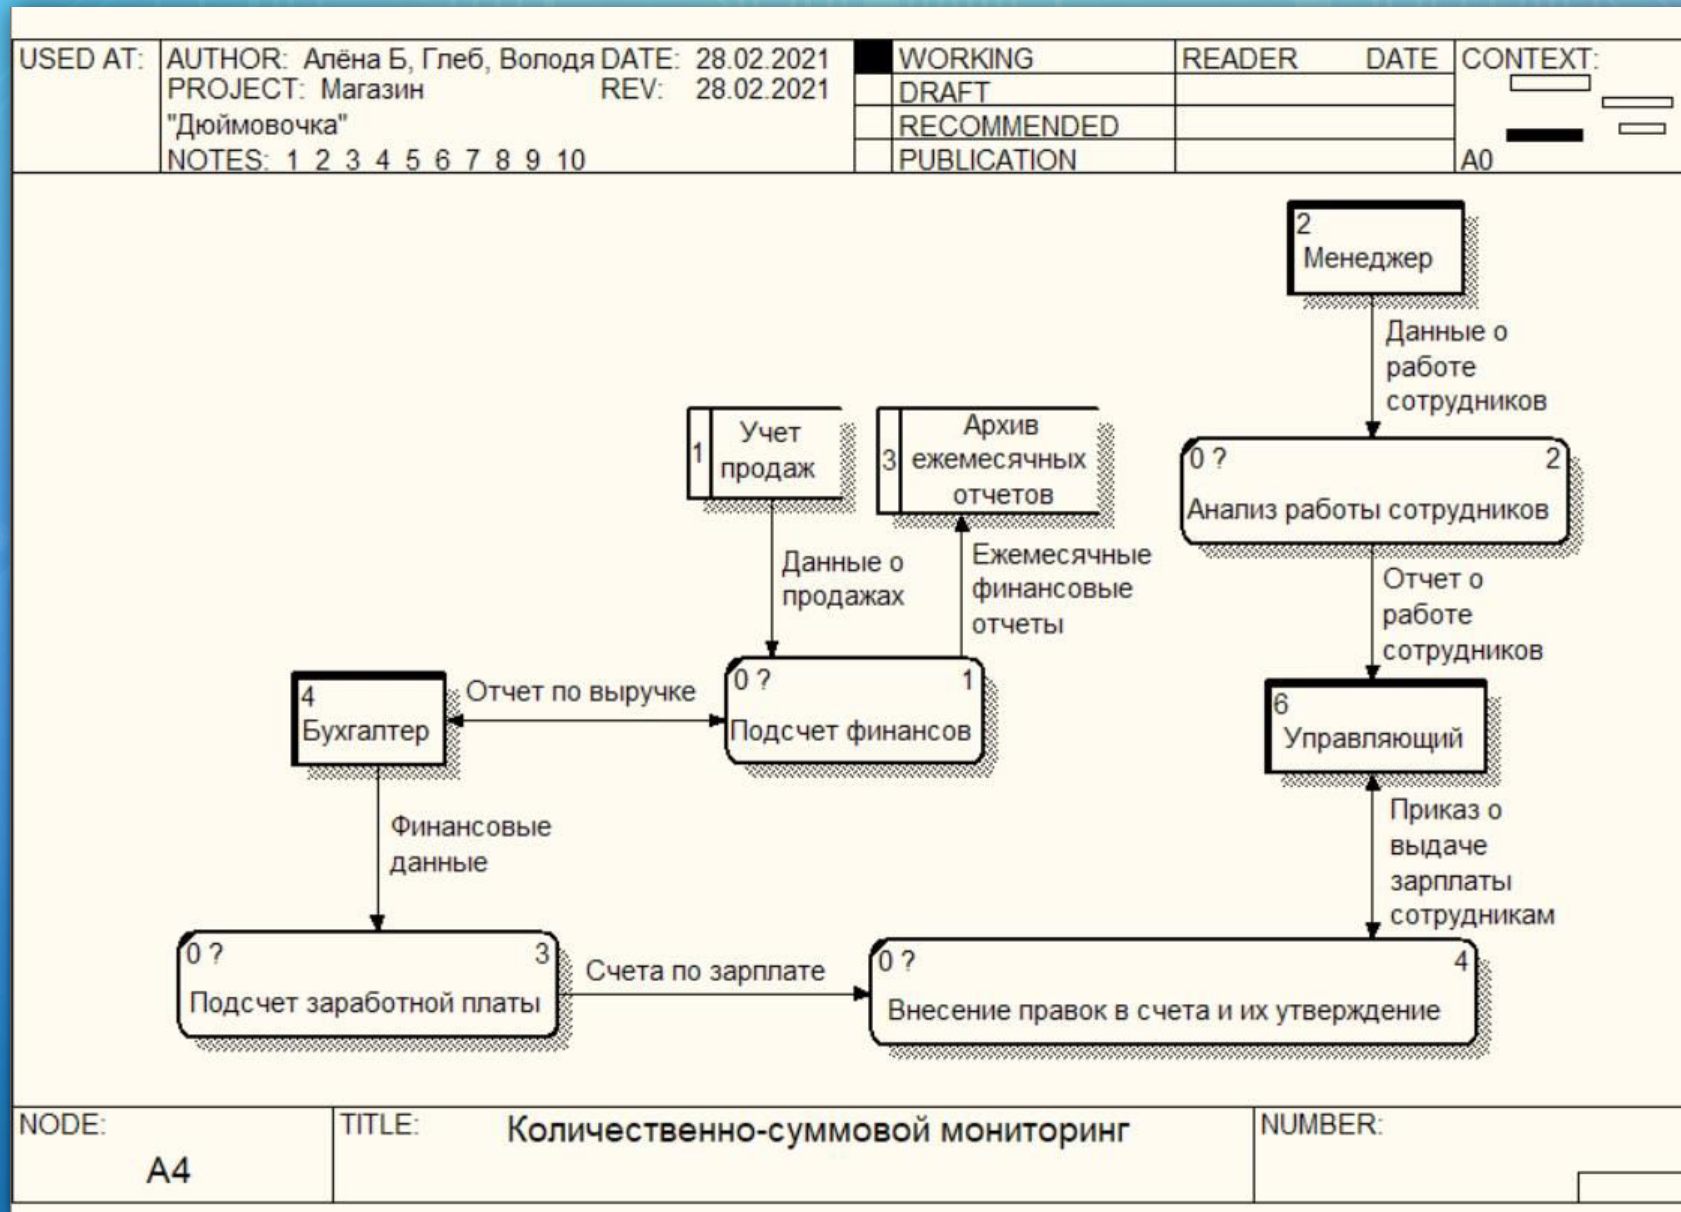 USED AT:
AUTHOR: Алёна Б, Глеб, Володя DATE: 28.02.2021
PROJECT: Магазин REV: 28.02.2021
"Дюймовочка"
NOTES: 1 2 3 4 5 6 7 8 9 10
WORKING
DRAFT
RECOMMENDED
PUBLICATION
READER DATE
CONTEXT:
A0
2
Менеджер
Данные о
работе
сотрудников
1
Учет
продаж
3
Архив
ежемесячных
отчетов
0 ? 2
Анализ работы сотрудников
Данные о
продажах
Ежемесячные
финансовые
отчеты
Отчет о
работе
сотрудников
4
Бухгалтер
Отчет по выручке
0 ? 1
Подсчет финансов
6
Управляющий
Финансовые
данные
Приказ о
выдаче
зарплаты
сотрудникам
0 ? 3
Подсчет заработной платы
Счета по зарплате
0 ? 4
Внесение правок в счета и их утверждение
NODE:
A4
TITLE: Количественно-суммовой мониторинг
NUMBER: